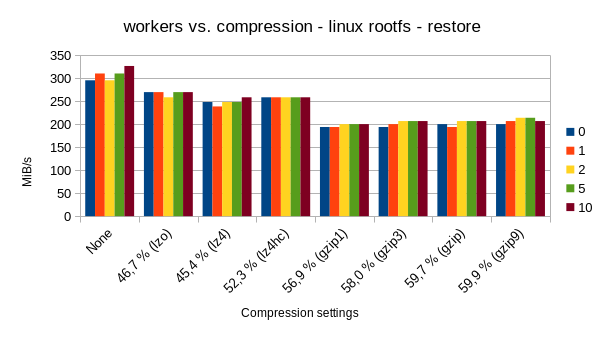 workers vs. compression - linux rootfs - restore
MiB/s
350
300
250
200
150
100
50
0
None
46,7 % (lzo)
45,4 % (lz4)
52,3 % (lz4hc)
56,9 % (gzip1)
58,0 % (gzip3)
59,7 % (gzip)
59,9 % (gzip9)
Compression settings
0
1
2
5
10